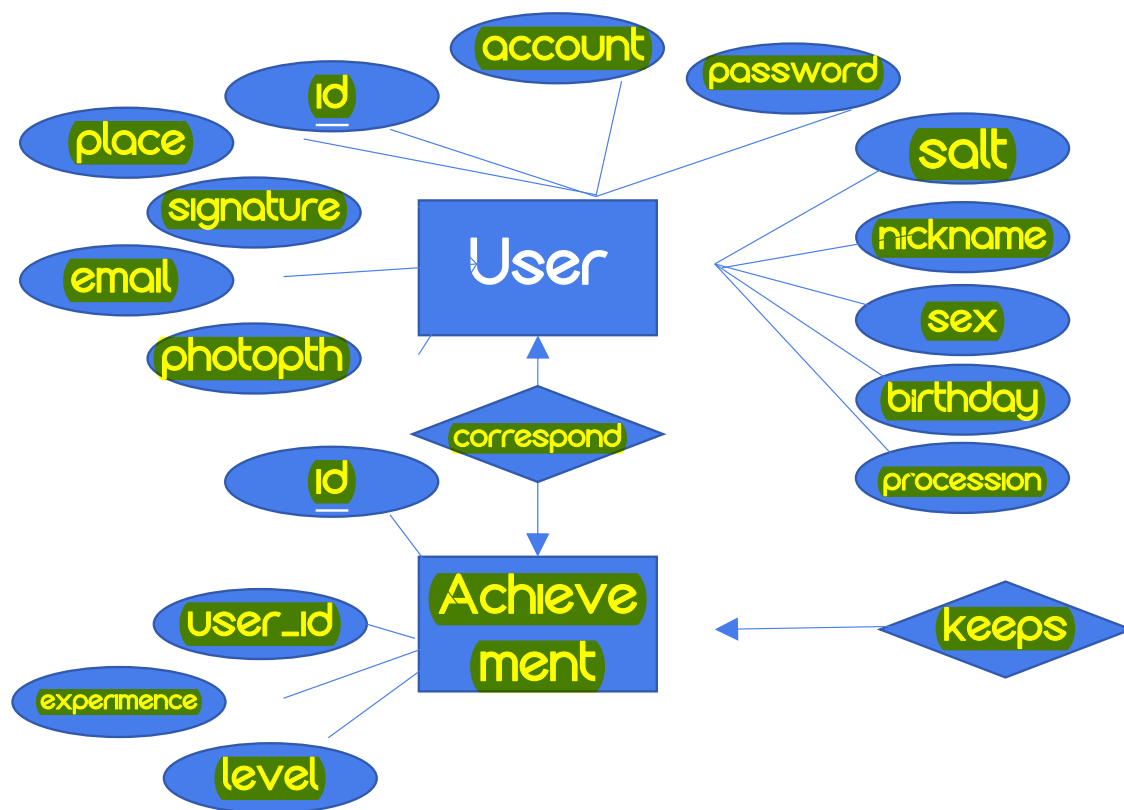 account
password
id
place
salt
signature
nickname
User
email
sex
photopth
birthday
correspond
procession
id
Achieve
ment
user_id
keeps
experimence
level